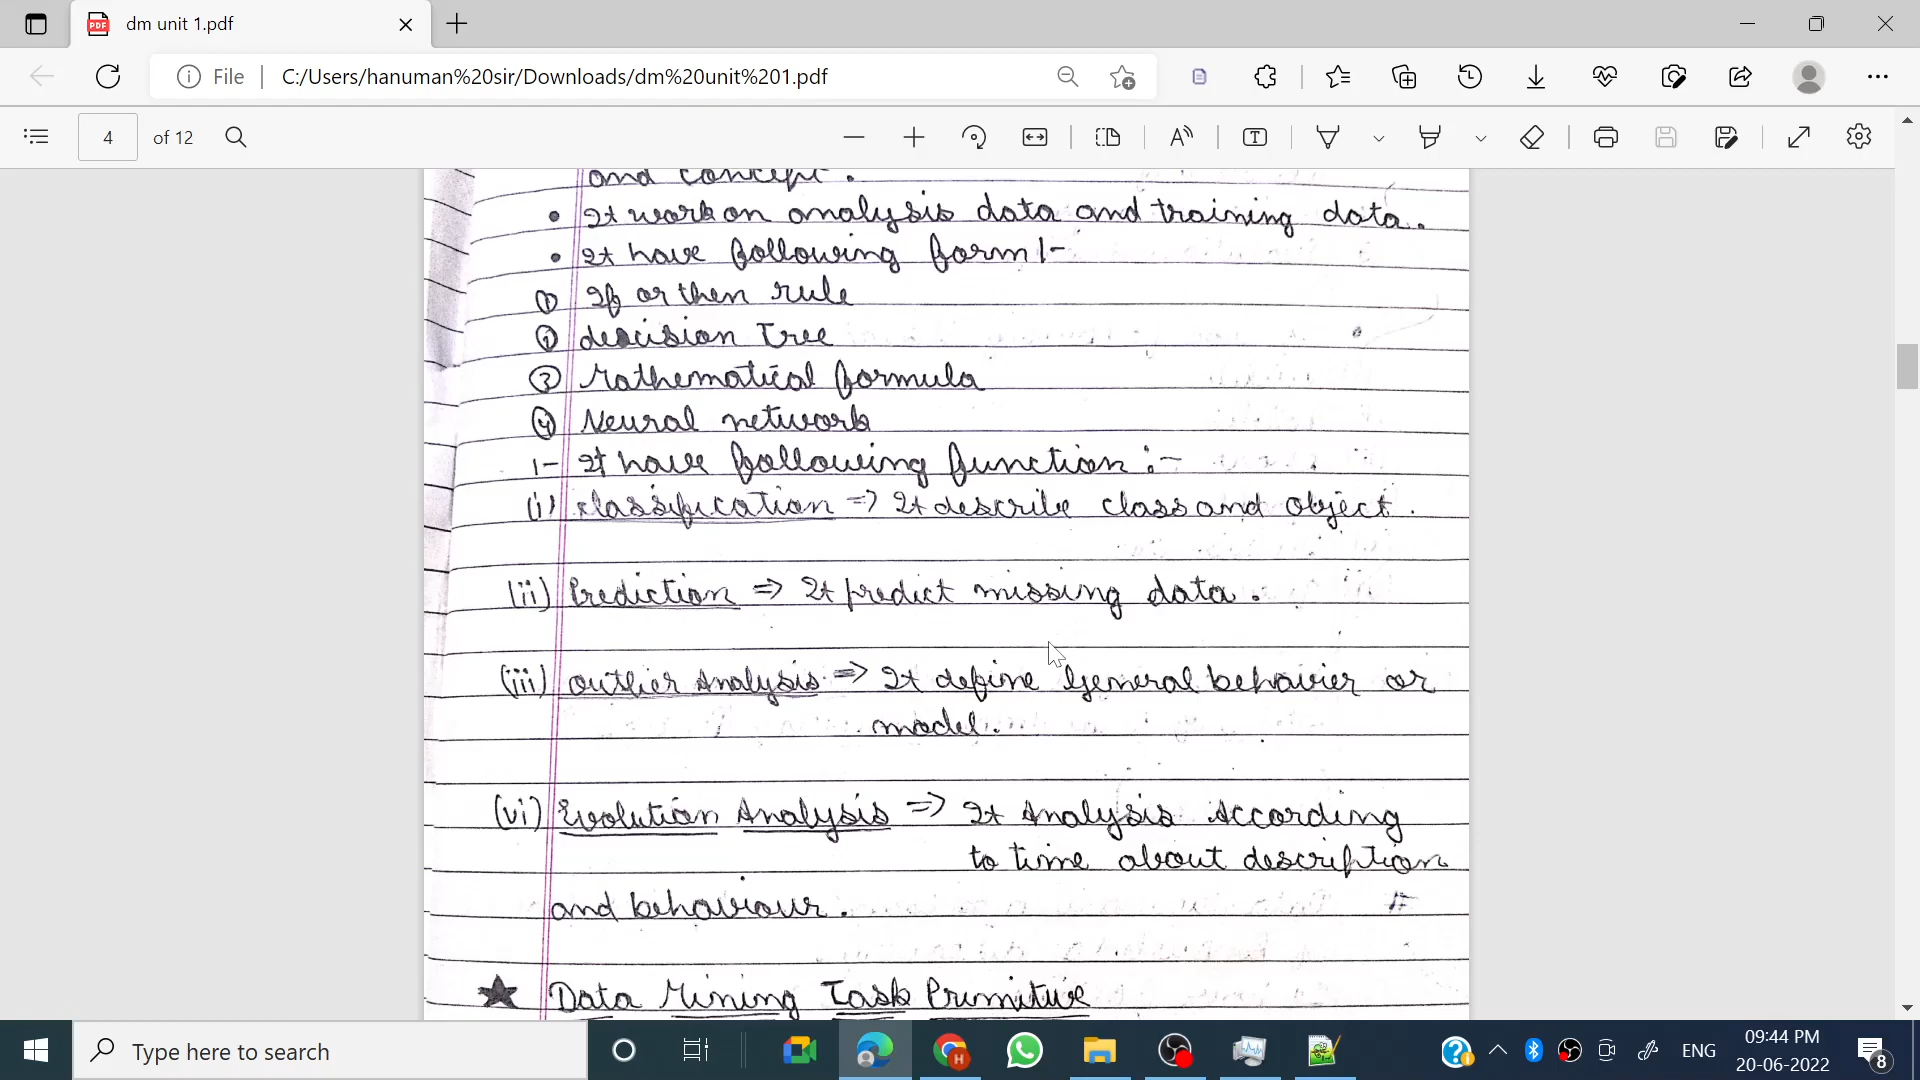 dm unit 1.pdf
File
C:/Users/hanuman%20sir/Downloads/dm%20unit%201.pdf
4 of 12
and concept.
• It work on analysis data and training data.
• It have following form :-
① If or then rule
② decision Tree
③ Mathematical formula
④ Neural network
:- It have following function :-
(i) classification => It describe class and object.
(ii) Prediction => It predict missing data.
(iii) outlier Analysis => It define General behavier or
model.
(vi) Evolution Analysis => It Analysis According
to time about description
and behaviour.
★ Data Mining Task Primitive
Type here to search
ENG
09:44 PM
20-06-2022
8